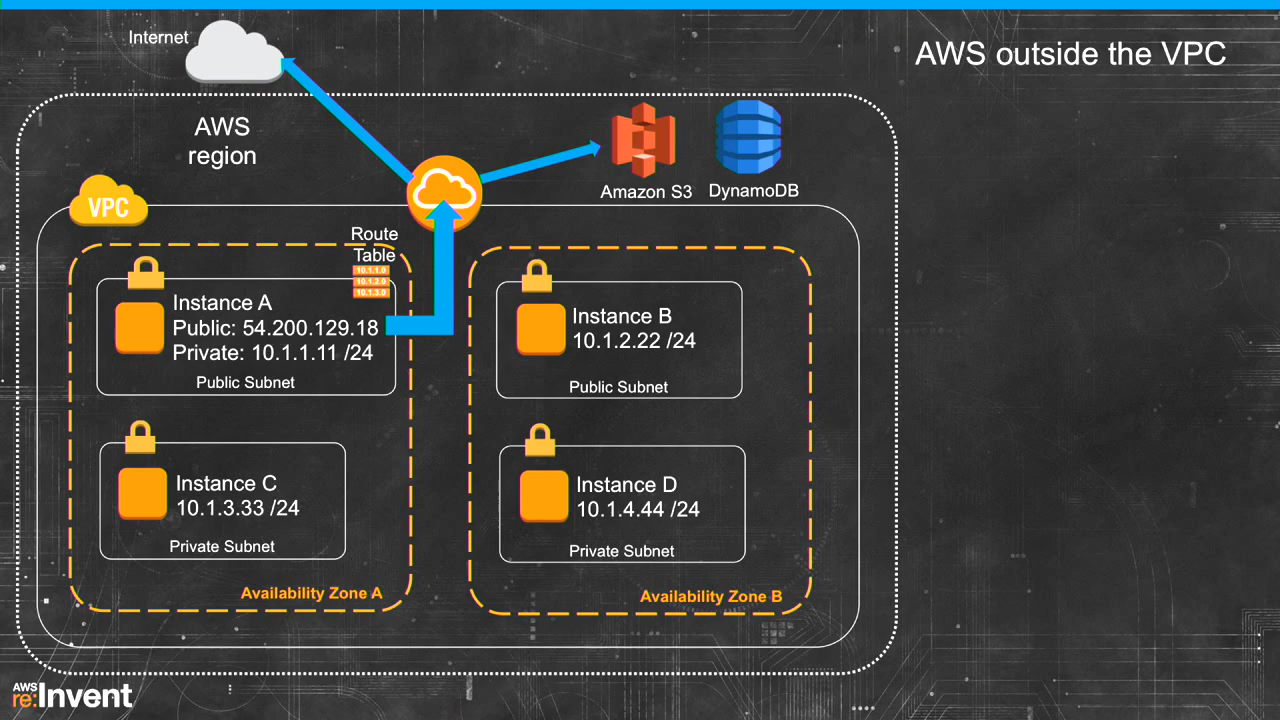 Internet
AWS outside the VPC
AWS
region
Amazon S3
DynamoDB
VPC
Route
Table
10.1.1.0
10.1.2.0
10.1.3.0
Instance A
Public: 54.200.129.18
Private: 10.1.1.11 /24
Public Subnet
Instance B
10.1.2.22 /24
Public Subnet
Instance C
10.1.3.33 /24
Private Subnet
Instance D
10.1.4.44 /24
Private Subnet
Availability Zone A
Availability Zone B
AWS
re:Invent